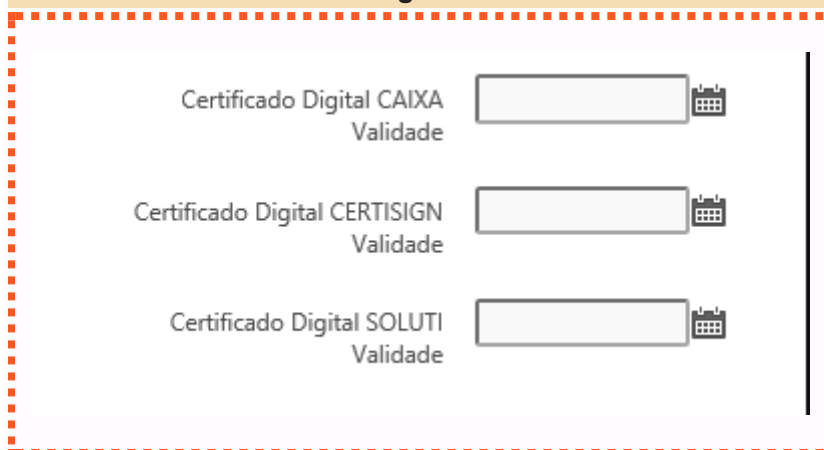 Certificado Digital CAIXA
Validade
Certificado Digital CERTISIGN
Validade
Certificado Digital SOLUTI
Validade